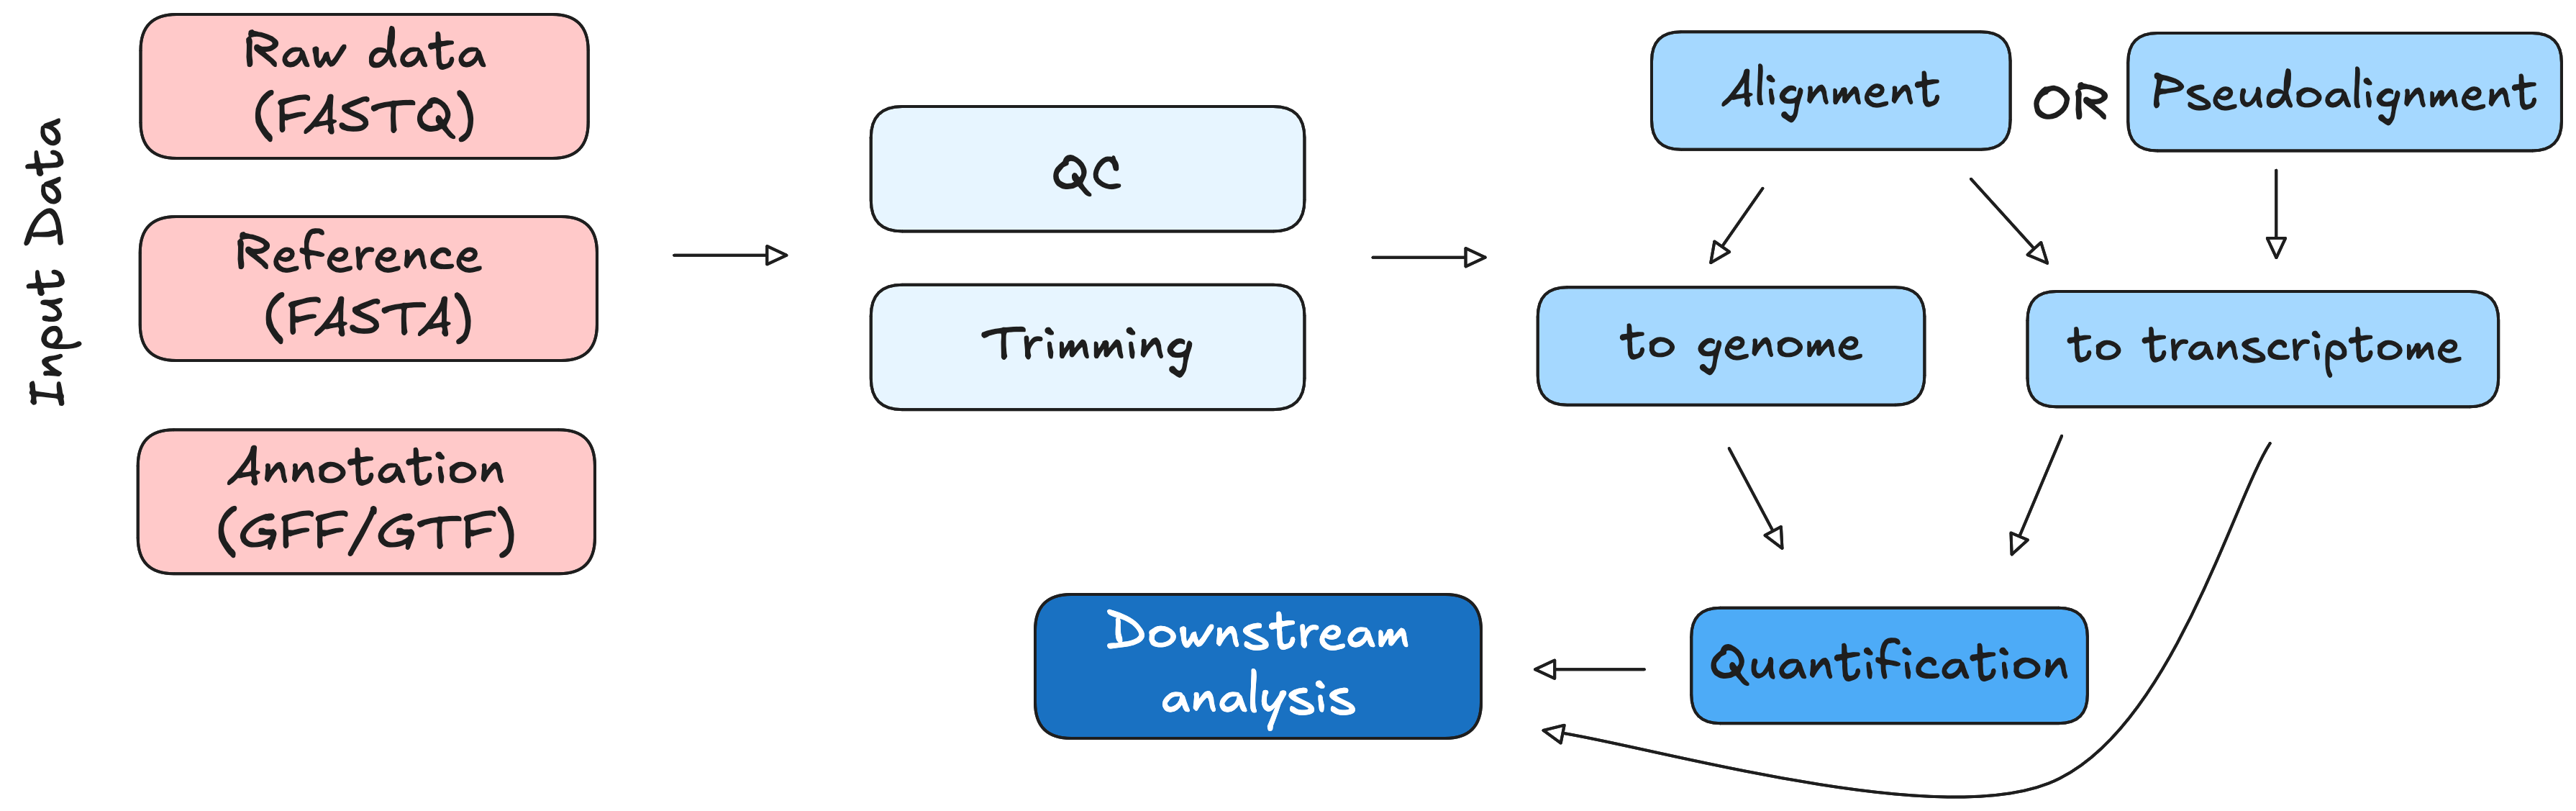 Input Data
Raw data
(FASTQ)
Reference
(FASTA)
Annotation
(GFF/GTF)
QC
Trimming
Alignment
OR
Pseudoalignment
to genome
to transcriptome
Quantification
Downstream
analysis